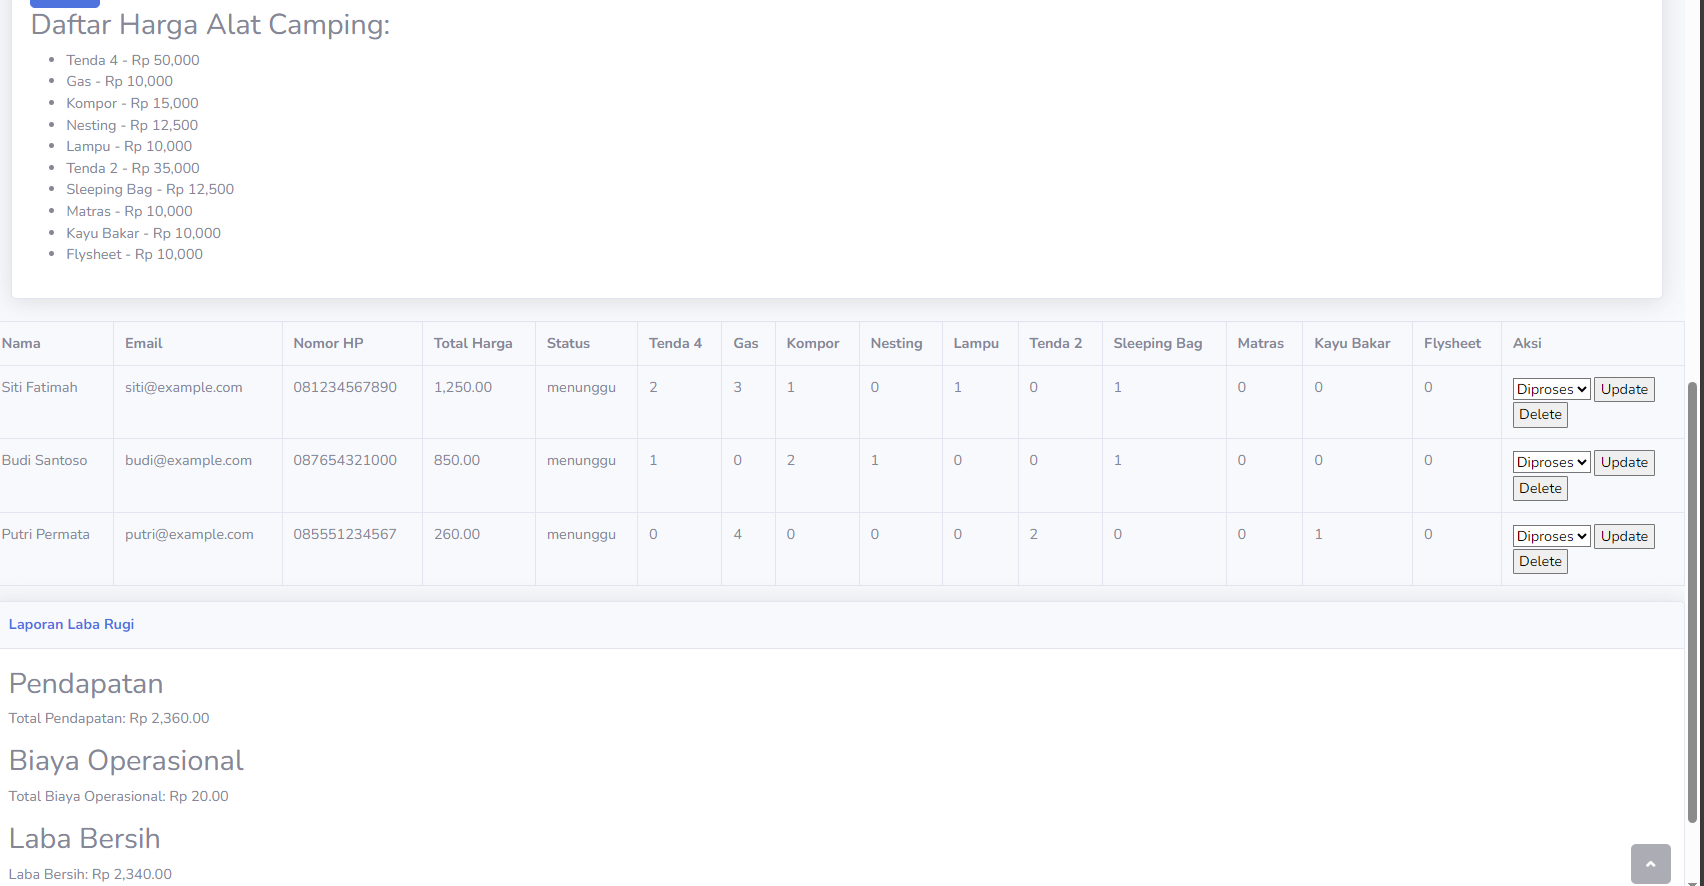 Daftar Harga Alat Camping:
Tenda 4 - Rp 50,000
Gas - Rp 10,000
Kompor - Rp 15,000
Nesting - Rp 12,500
Lampu - Rp 10,000
Tenda 2 - Rp 35,000
Sleeping Bag - Rp 12,500
Matras - Rp 10,000
Kayu Bakar - Rp 10,000
Flysheet - Rp 10,000
Nama Email Nomor HP Total Harga Status Tenda 4 Gas Kompor Nesting Lampu Tenda 2 Sleeping Bag Matras Kayu Bakar Flysheet Aksi
Siti Fatimah siti@example.com 081234567890 1,250.00 menunggu 2 3 1 0 1 0 1 0 0 0 Diproses Update
Delete
Budi Santoso budi@example.com 087654321000 850.00 menunggu 1 0 2 1 0 0 1 0 0 0 Diproses Update
Delete
Putri Permata putri@example.com 085551234567 260.00 menunggu 0 4 0 0 0 2 0 0 1 0 Diproses Update
Delete
Laporan Laba Rugi
Pendapatan
Total Pendapatan: Rp 2,360.00
Biaya Operasional
Total Biaya Operasional: Rp 20.00
Laba Bersih
Laba Bersih: Rp 2,340.00